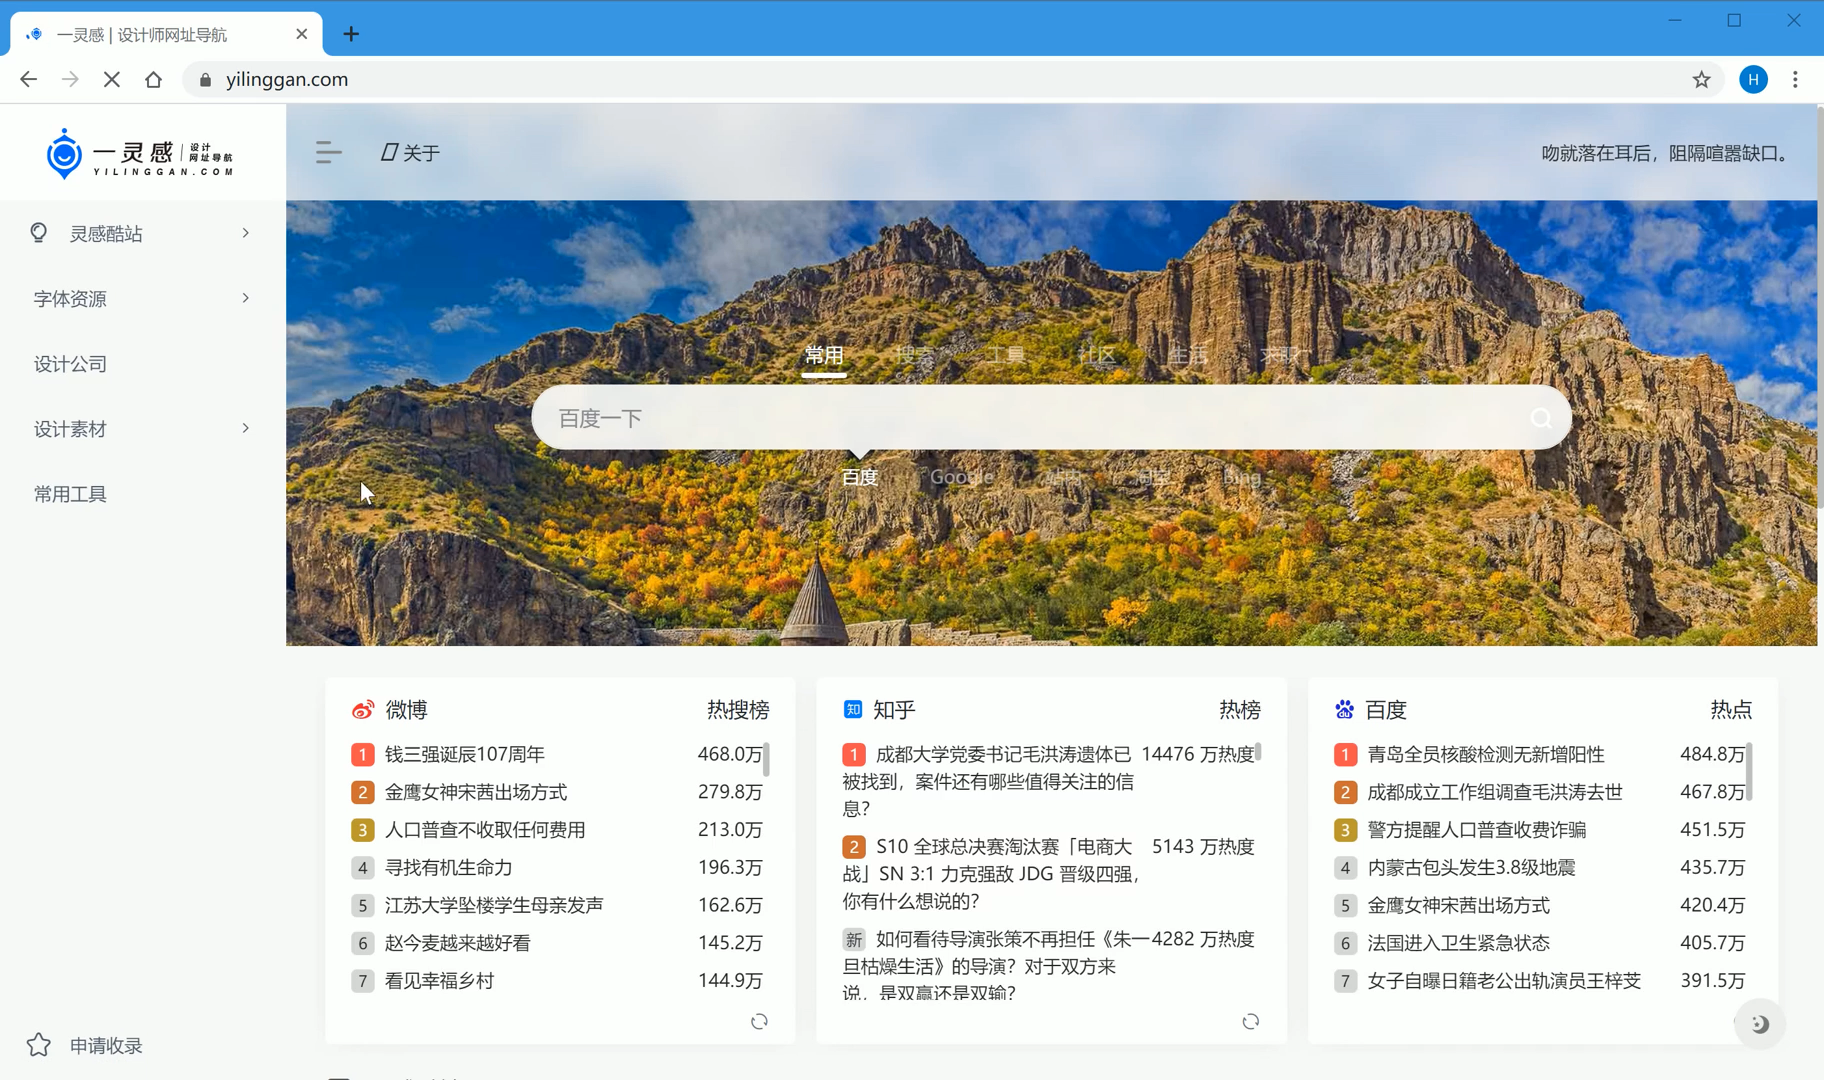 一灵感 | 设计师网址导航
yilinggan.com
H
一灵感
设计
网址导航
YILINGGAN.COM
关于
吻就落在耳后，阻隔喧嚣缺口。
灵感酷站
字体资源
设计公司
设计素材
常用工具
申请收录
常用 搜索 工具 社区 生活 求职
百度一下
百度 Google 站内 淘宝 Bing
微博 热搜榜
1 钱三强诞辰107周年 468.0万
2 金鹰女神宋茜出场方式 279.8万
3 人口普查不收取任何费用 213.0万
4 寻找有机生命力 196.3万
5 江苏大学坠楼学生母亲发声 162.6万
6 赵今麦越来越好看 145.2万
7 看见幸福乡村 144.9万
知 知乎 热榜
1 成都大学党委书记毛洪涛遗体已 14476 万热度
被找到，案件还有哪些值得关注的信
息？
2 S10 全球总决赛淘汰赛「电商大 5143 万热度
战」SN 3:1 力克强敌 JDG 晋级四强，
你有什么想说的？
新 如何看待导演张策不再担任《朱一 4282 万热度
旦枯燥生活》的导演？对于双方来
说，是双赢还是双输？
百度 热点
1 青岛全员核酸检测无新增阳性 484.8万
2 成都成立工作组调查毛洪涛去世 467.8万
3 警方提醒人口普查收费诈骗 451.5万
4 内蒙古包头发生3.8级地震 435.7万
5 金鹰女神宋茜出场方式 420.4万
6 法国进入卫生紧急状态 405.7万
7 女子自曝日籍老公出轨演员王梓芠 391.5万